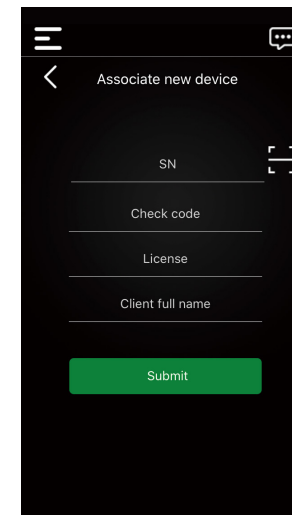 Associate new device
SN
Check code
License
Client full name
Submit